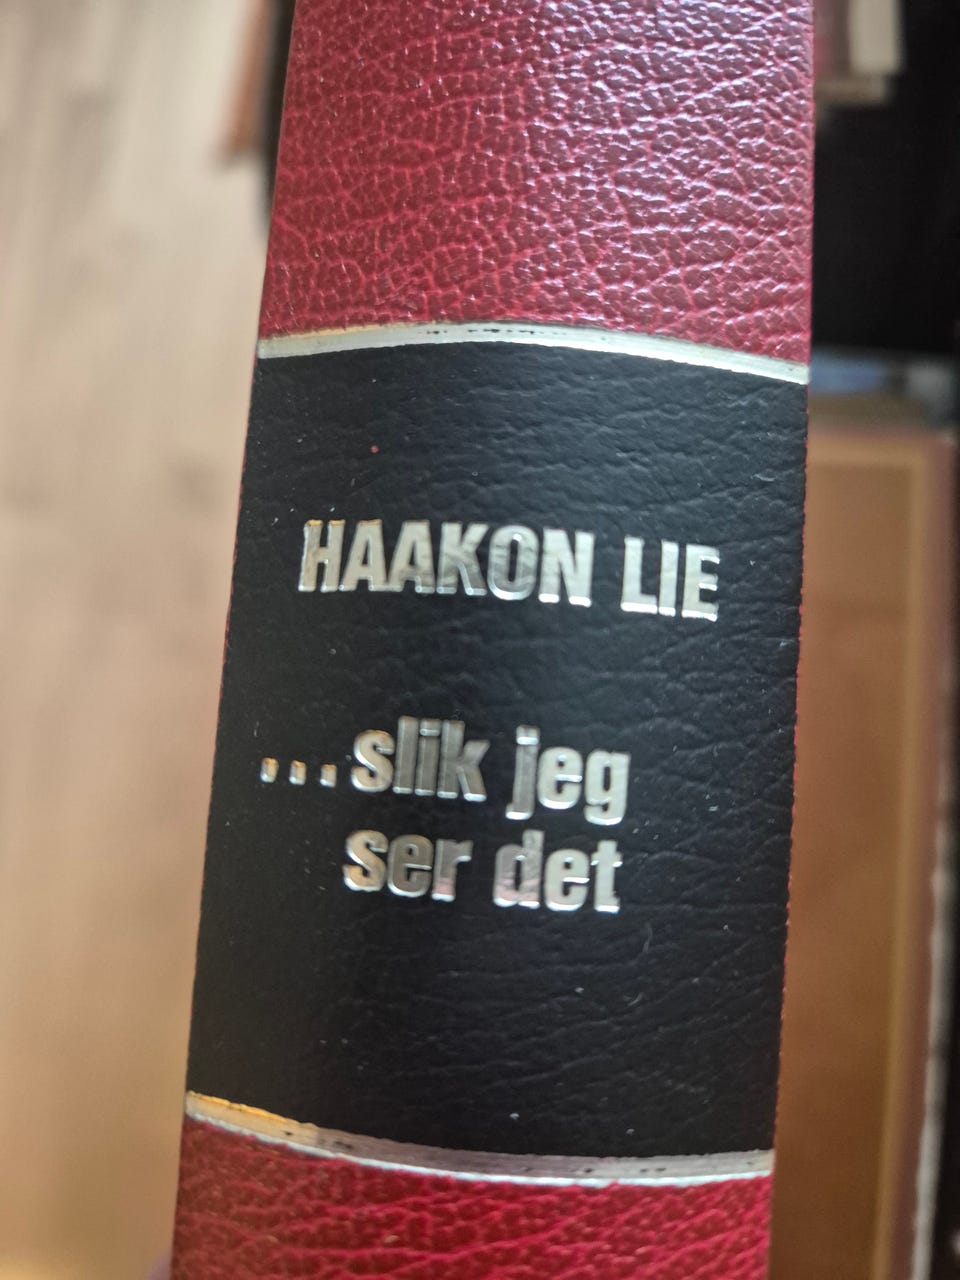 HAAKON LIE
...slik jeg
ser det